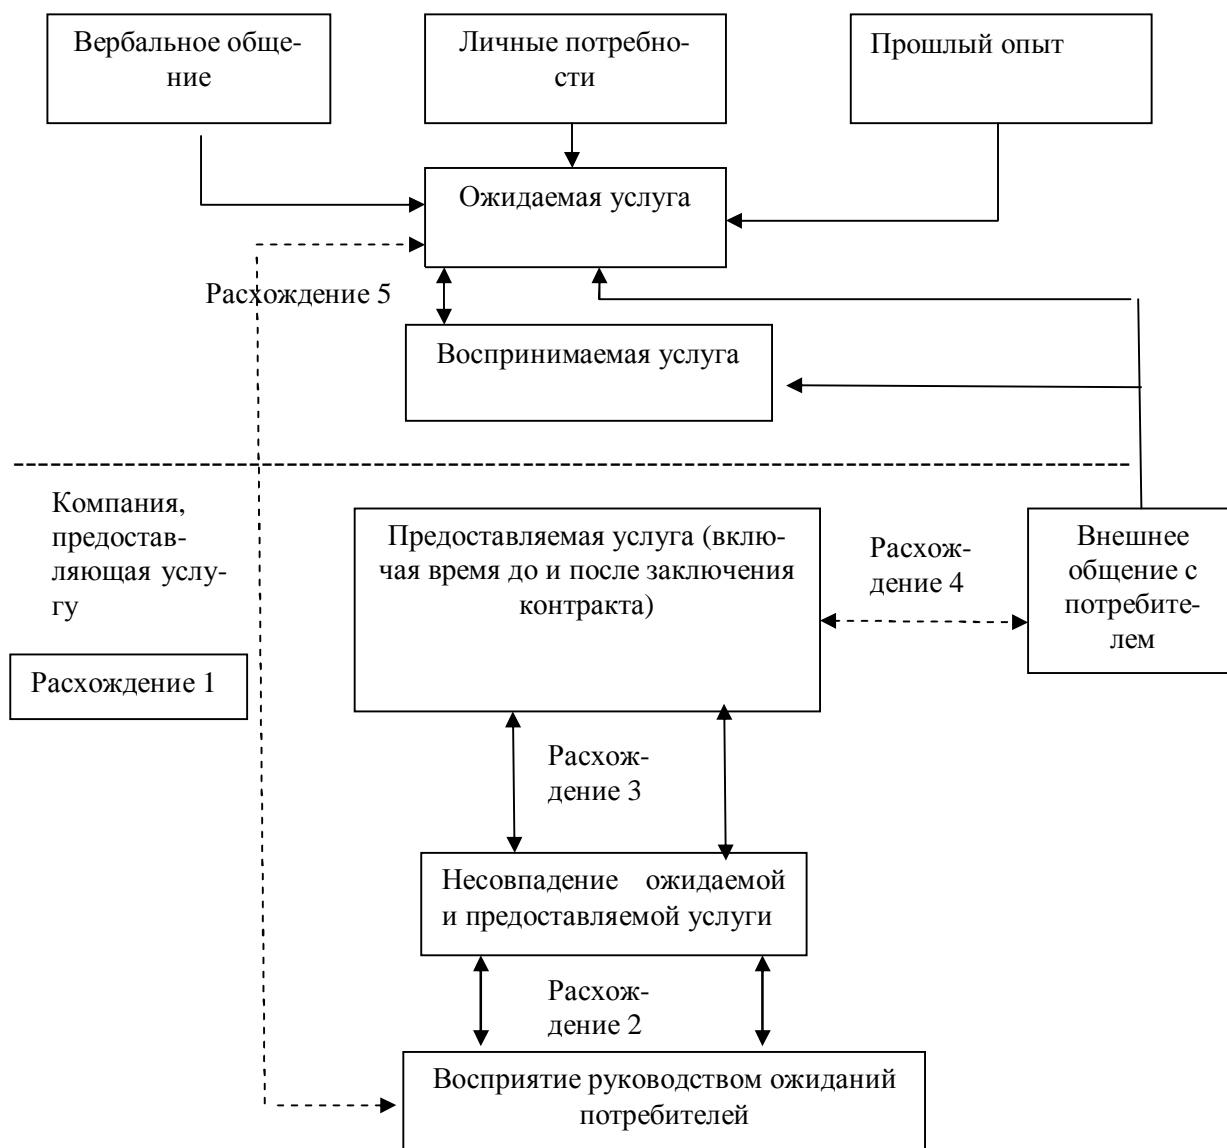 Вербальное обще-
ние
Личные потребно-
сти
Прошлый опыт
Ожидаемая услуга
Расхождение 5
Воспринимаемая услуга
Компания,
предостав-
ляющая услу-
гу
Предоставляемая услуга (вклю-
чая время до и после заключения
контракта)
Расхож-
дение 4
Внешнее
общение с
потребите-
лем
Расхождение 1
Расхож-
дение 3
Несовпадение ожидаемой
и предоставляемой услуги
Расхож-
дение 2
Восприятие руководством ожиданий
потребителей